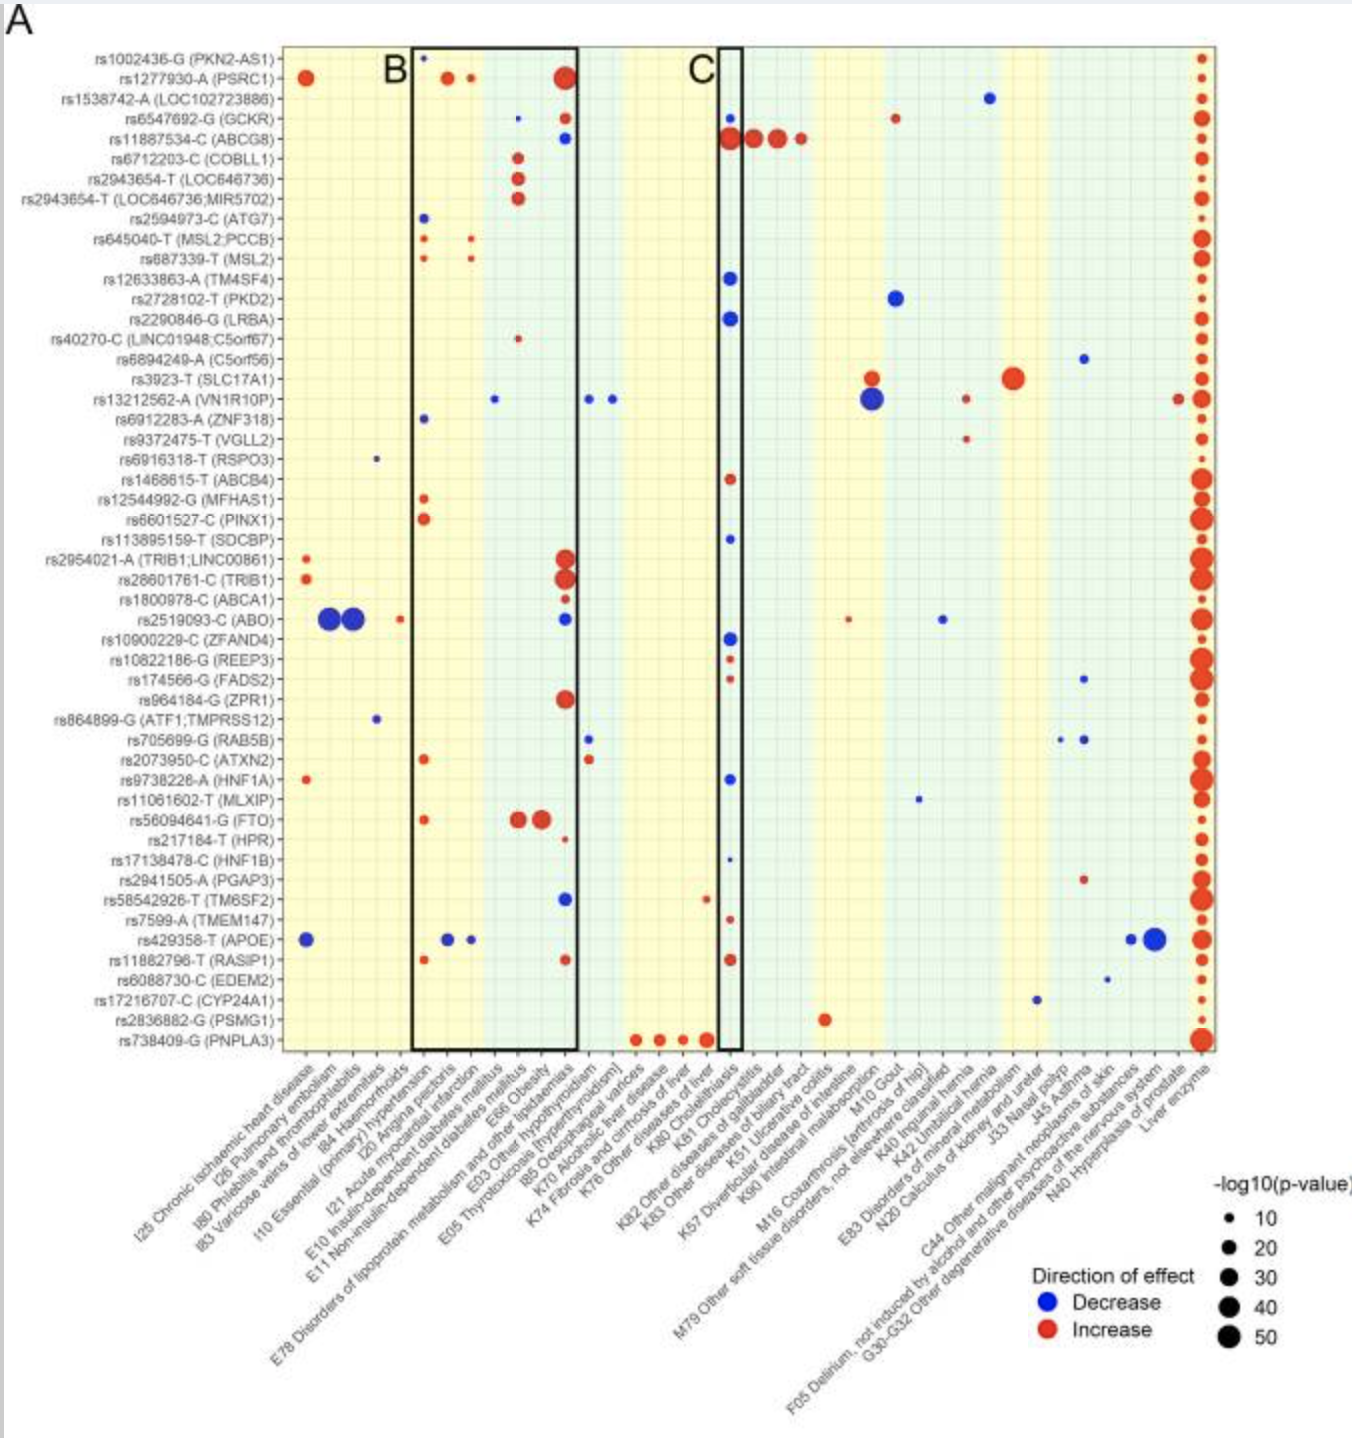 A
B
C
rs1002436-G (PKN2-AS1)
rs1277930-A (PSRC1)
rs1538742-A (LOC102723886)
rs6547692-G (GCKR)
rs11887534-C (ABCG8)
rs6712203-C (COBLL1)
rs2943654-T (LOC646736)
rs2943654-T (LOC646736;MIR5702)
rs2594973-C (ATG7)
rs645040-T (MSL2;PCCB)
rs687339-T (MSL2)
rs12633863-A (TM4SF4)
rs2728102-T (PKD2)
rs2290846-G (LRBA)
rs40270-C (LINC01948;C5orf67)
rs6894249-A (C5orf56)
rs3923-T (SLC17A1)
rs13212562-A (VN1R10P)
rs6912283-A (ZNF318)
rs9372475-T (VGLL2)
rs6916318-T (RSPO3)
rs1468615-T (ABCB4)
rs12544992-G (MFHAS1)
rs6601527-C (PINX1)
rs113895159-T (SDCBP)
rs2954021-A (TRIB1;LINC00861)
rs28601761-C (TRIB1)
rs1800978-C (ABCA1)
rs2519093-C (ABO)
rs10900229-C (ZFAND4)
rs10822186-G (REEP3)
rs174566-G (FADS2)
rs964184-G (ZPR1)
rs864899-G (ATF1;TMPRSS12)
rs705699-G (RAB5B)
rs2073950-C (ATXN2)
rs9738226-A (HNF1A)
rs11061602-T (MLXIP)
rs56094641-G (FTO)
rs217184-T (HPR)
rs17138478-C (HNF1B)
rs2941505-A (PGAP3)
rs58542926-T (TM6SF2)
rs7599-A (TMEM147)
rs429358-T (APOE)
rs11882796-T (RASIP1)
rs6088730-C (EDEM2)
rs17216707-C (CYP24A1)
rs2836882-G (PSMG1)
rs738409-G (PNPLA3)
I25 Chronic ischaemic heart disease
I26 Pulmonary embolism
I80 Phlebitis and thrombophlebitis
I83 Varicose veins of lower extremities
I84 Haemorrhoids
I10 Essential (primary) hypertension
I20 Angina pectoris
I21 Acute myocardial infarction
E10 Insulin-dependent diabetes mellitus
E11 Non-insulin-dependent diabetes mellitus
E66 Obesity
E78 Disorders of lipoprotein metabolism and other lipidaemias
E03 Other hypothyroidism
E05 Thyrotoxicosis [hyperthyroidism]
I85 Oesophageal varices
K70 Alcoholic liver disease
K74 Fibrosis and cirrhosis of liver
K76 Other diseases of liver
K80 Cholelithiasis
K81 Cholecystitis
K82 Other diseases of gallbladder
K83 Other diseases of biliary tract
K51 Ulcerative colitis
K57 Diverticular disease of intestine
K90 Intestinal malabsorption
M10 Gout
M16 Coxarthrosis [arthrosis of hip]
M79 Other soft tissue disorders, not elsewhere classified
K40 Inguinal hernia
K42 Umbilical hernia
E83 Disorders of mineral metabolism
N20 Calculus of kidney and ureter
J33 Nasal polyp
J45 Asthma
C44 Other malignant neoplasms of skin
F05 Delirium, not induced by alcohol and other psychoactive substances
G30-G32 Other degenerative diseases of the nervous system
N40 Hyperplasia of prostate
Liver enzyme
-log10(p-value)
10
20
30
40
50
Direction of effect
Decrease
Increase